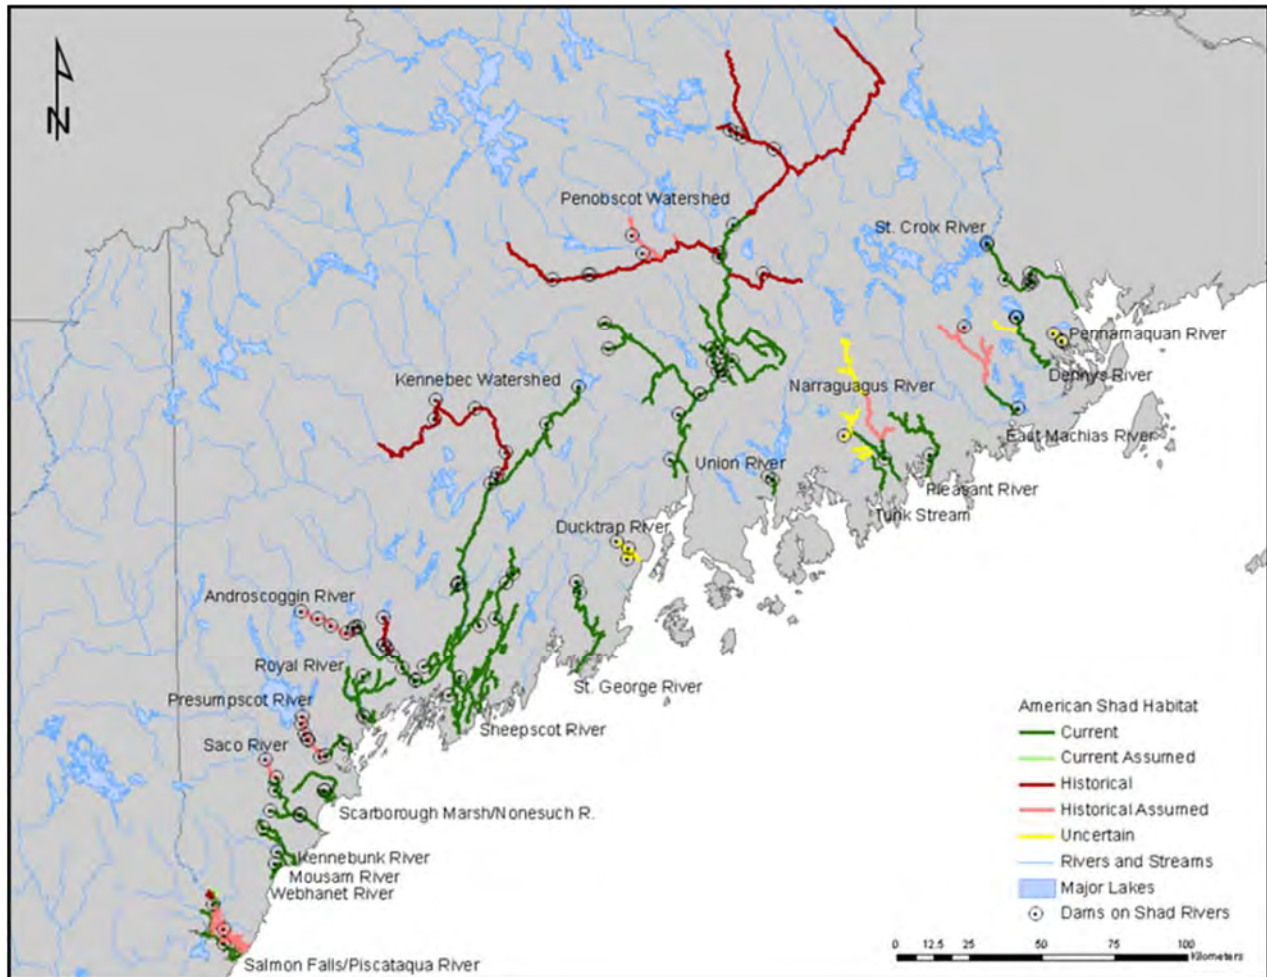 N
Penobscot Watershed
St. Croix River
Pennamaquan River
Kennebec Watershed
Narraguagus River
Dennys River
East Machias River
Union River
Pleasant River
Tunk Stream
Ducktrap River
Androscoggin River
Royal River
St. George River
Presumpscot River
Sheepscot River
Saco River
Scarborough Marsh/Nonesuch R.
Kennebunk River
Mousam River
Webhanet River
Salmon Falls/Piscataqua River
American Shad Habitat
Current
Current Assumed
Historical
Historical Assumed
Uncertain
Rivers and Streams
Major Lakes
Dams on Shad Rivers
0 12.5 25 50 75 100
Kilometers